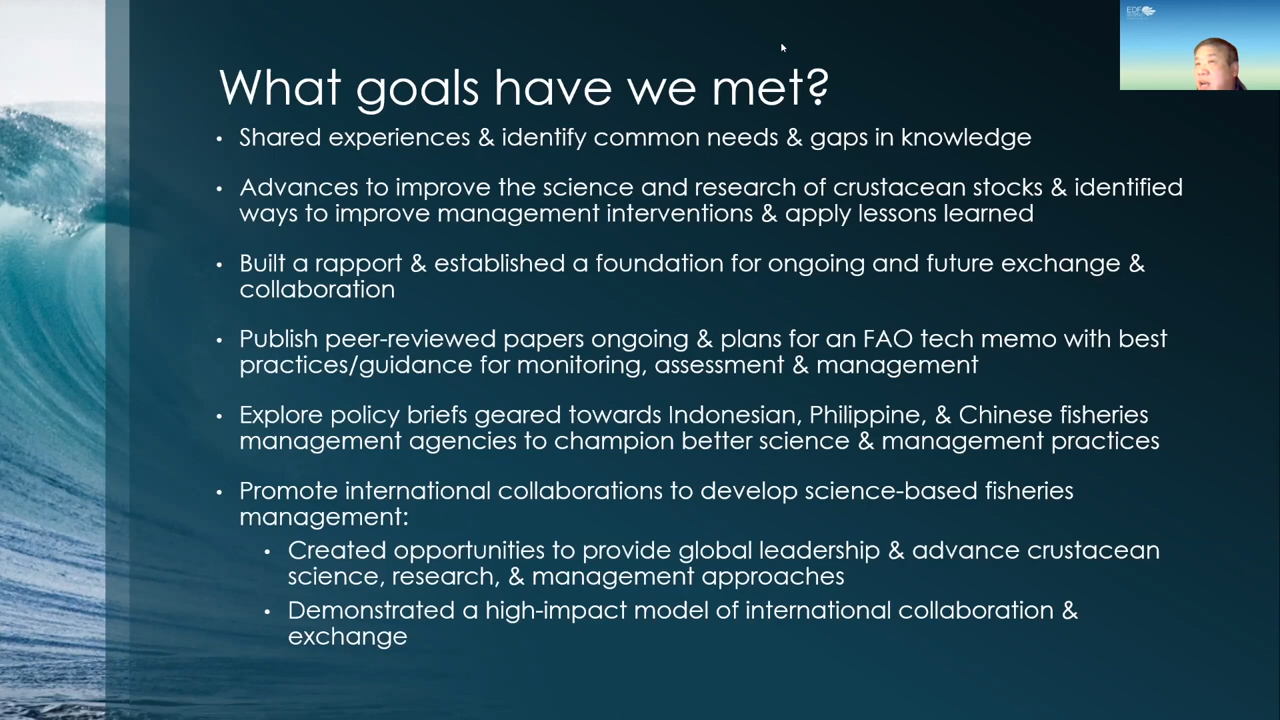 EDF
What goals have we met?
• Shared experiences & identify common needs & gaps in knowledge
• Advances to improve the science and research of crustacean stocks & identified
ways to improve management interventions & apply lessons learned
• Built a rapport & established a foundation for ongoing and future exchange &
collaboration
• Publish peer-reviewed papers ongoing & plans for an FAO tech memo with best
practices/guidance for monitoring, assessment & management
• Explore policy briefs geared towards Indonesian, Philippine, & Chinese fisheries
management agencies to champion better science & management practices
• Promote international collaborations to develop science-based fisheries
management:
• Created opportunities to provide global leadership & advance crustacean
science, research, & management approaches
• Demonstrated a high-impact model of international collaboration &
exchange